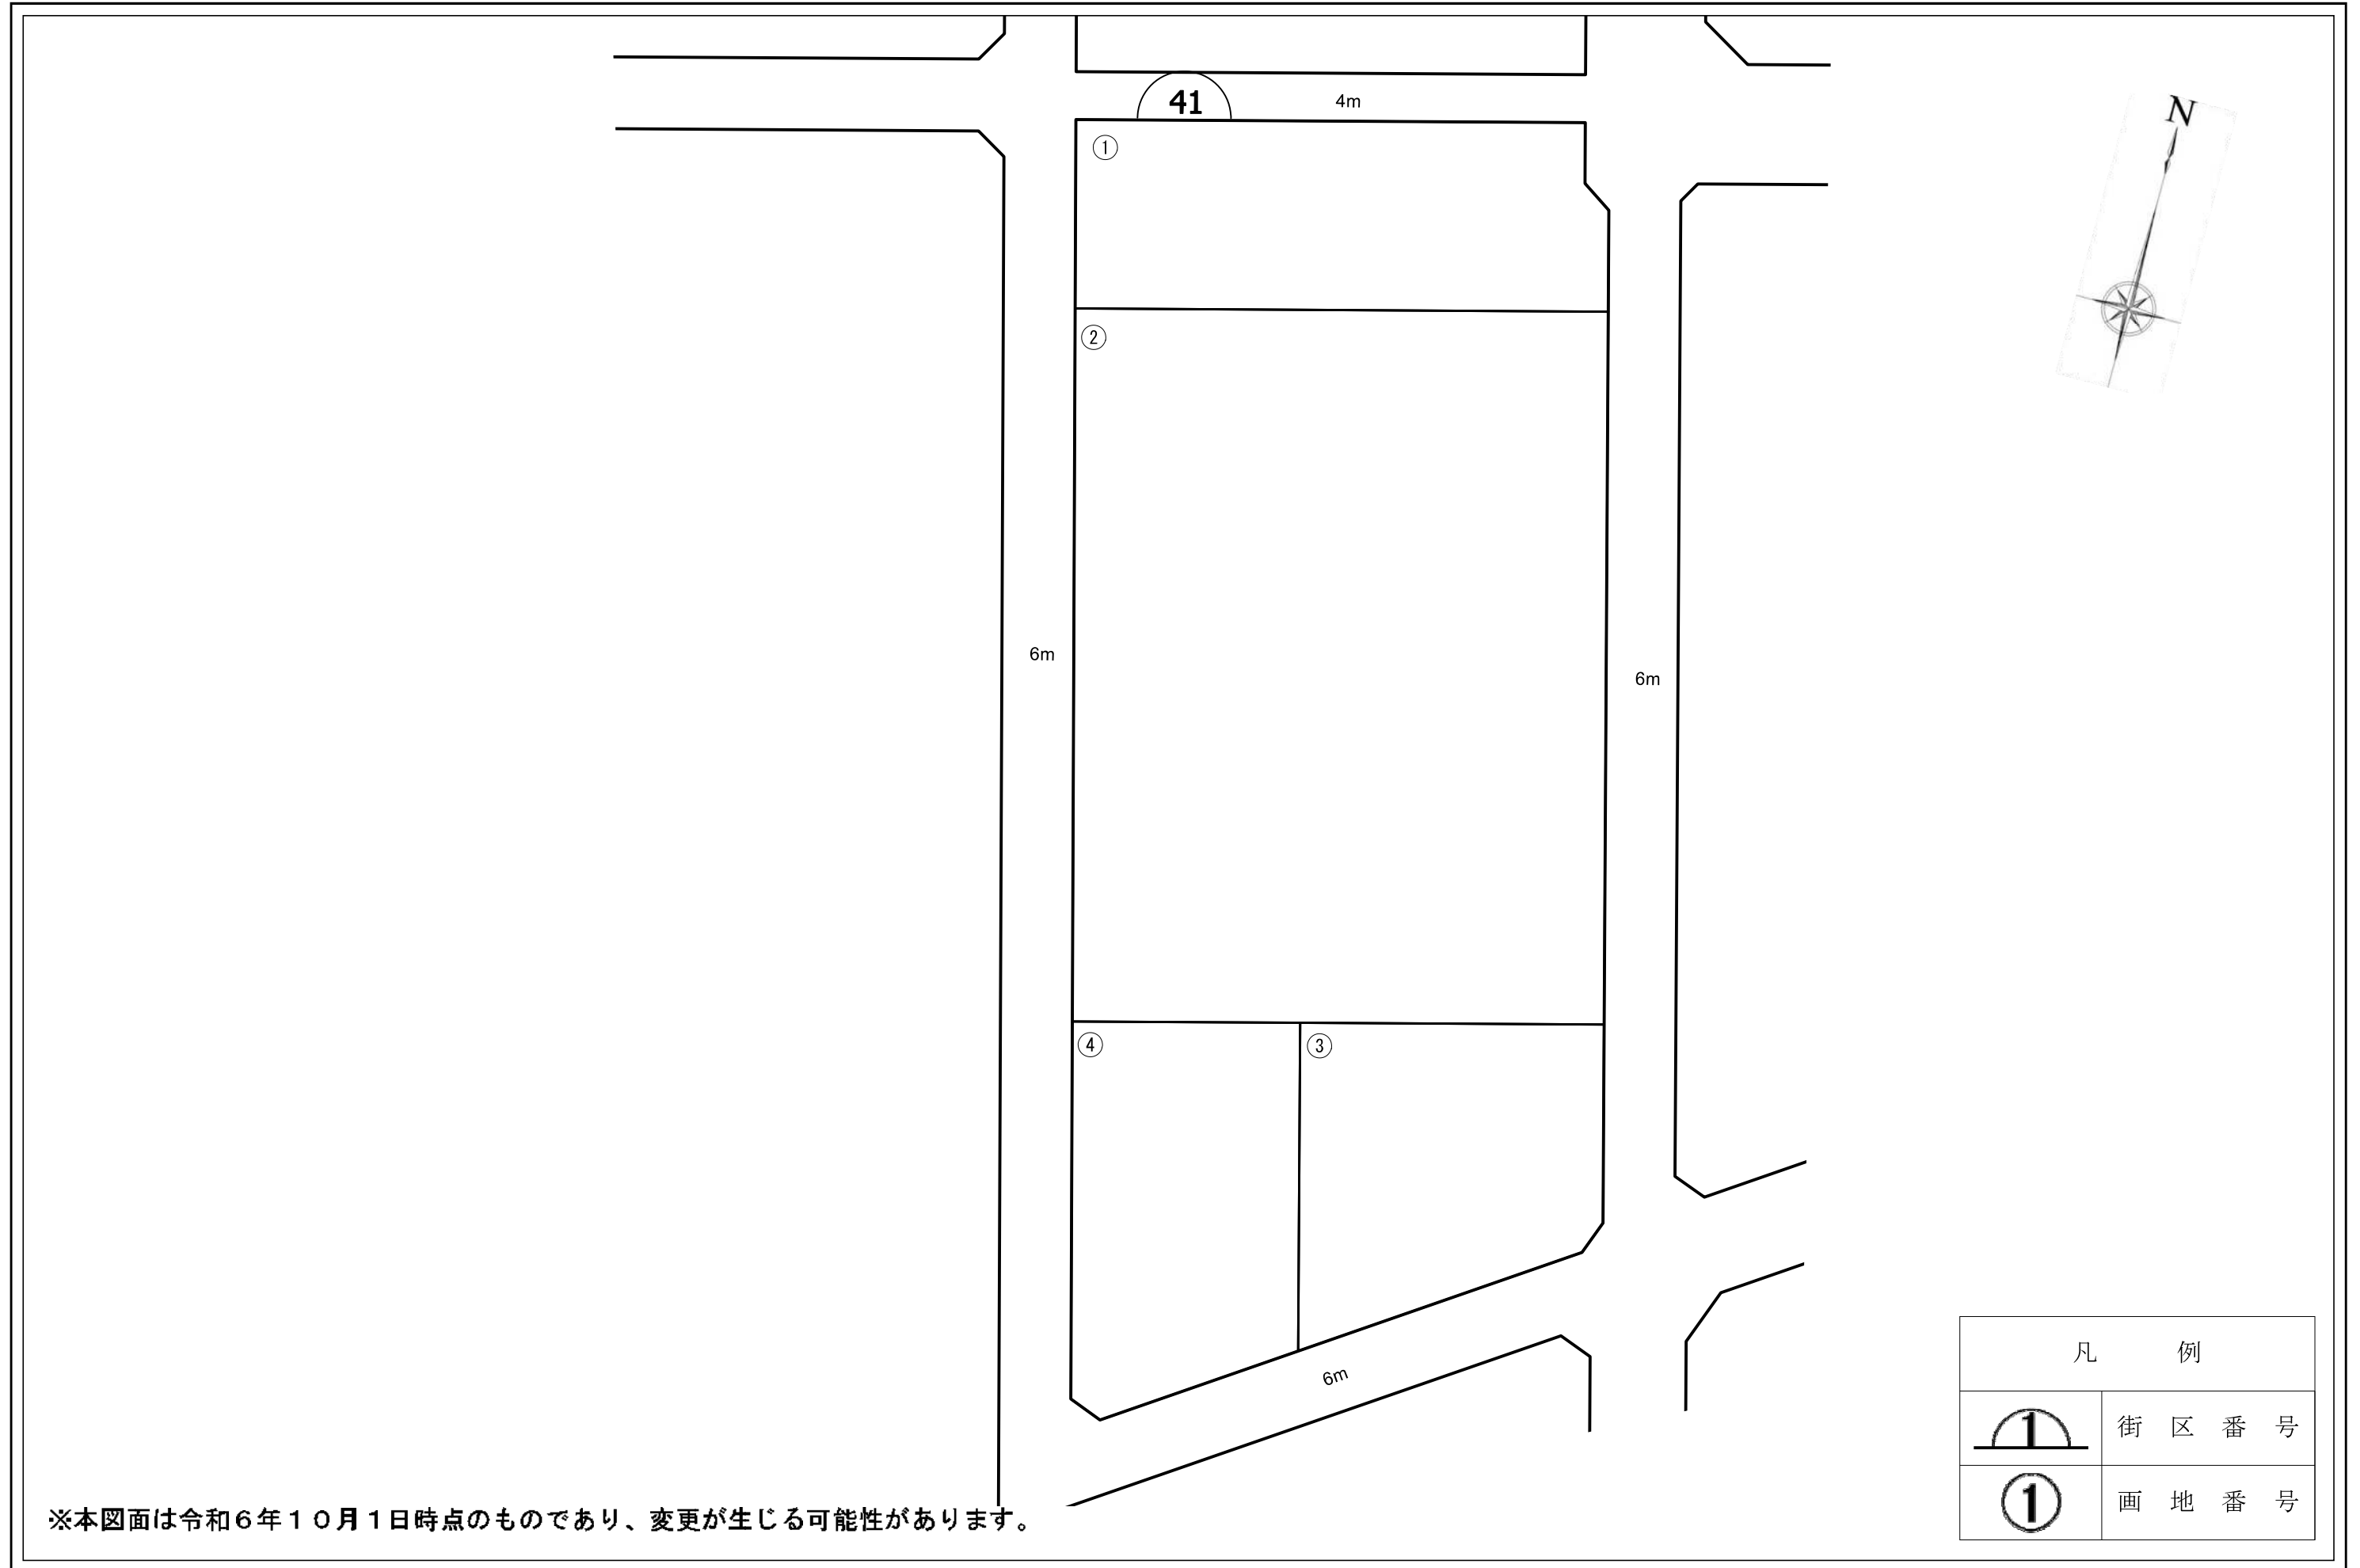 41
4m
N
①
②
6m
6m
④
③
6m
凡例
1
街区番号
①
画地番号
※本図面は令和６年１０月１日時点のものであり、変更が生じる可能性があります。